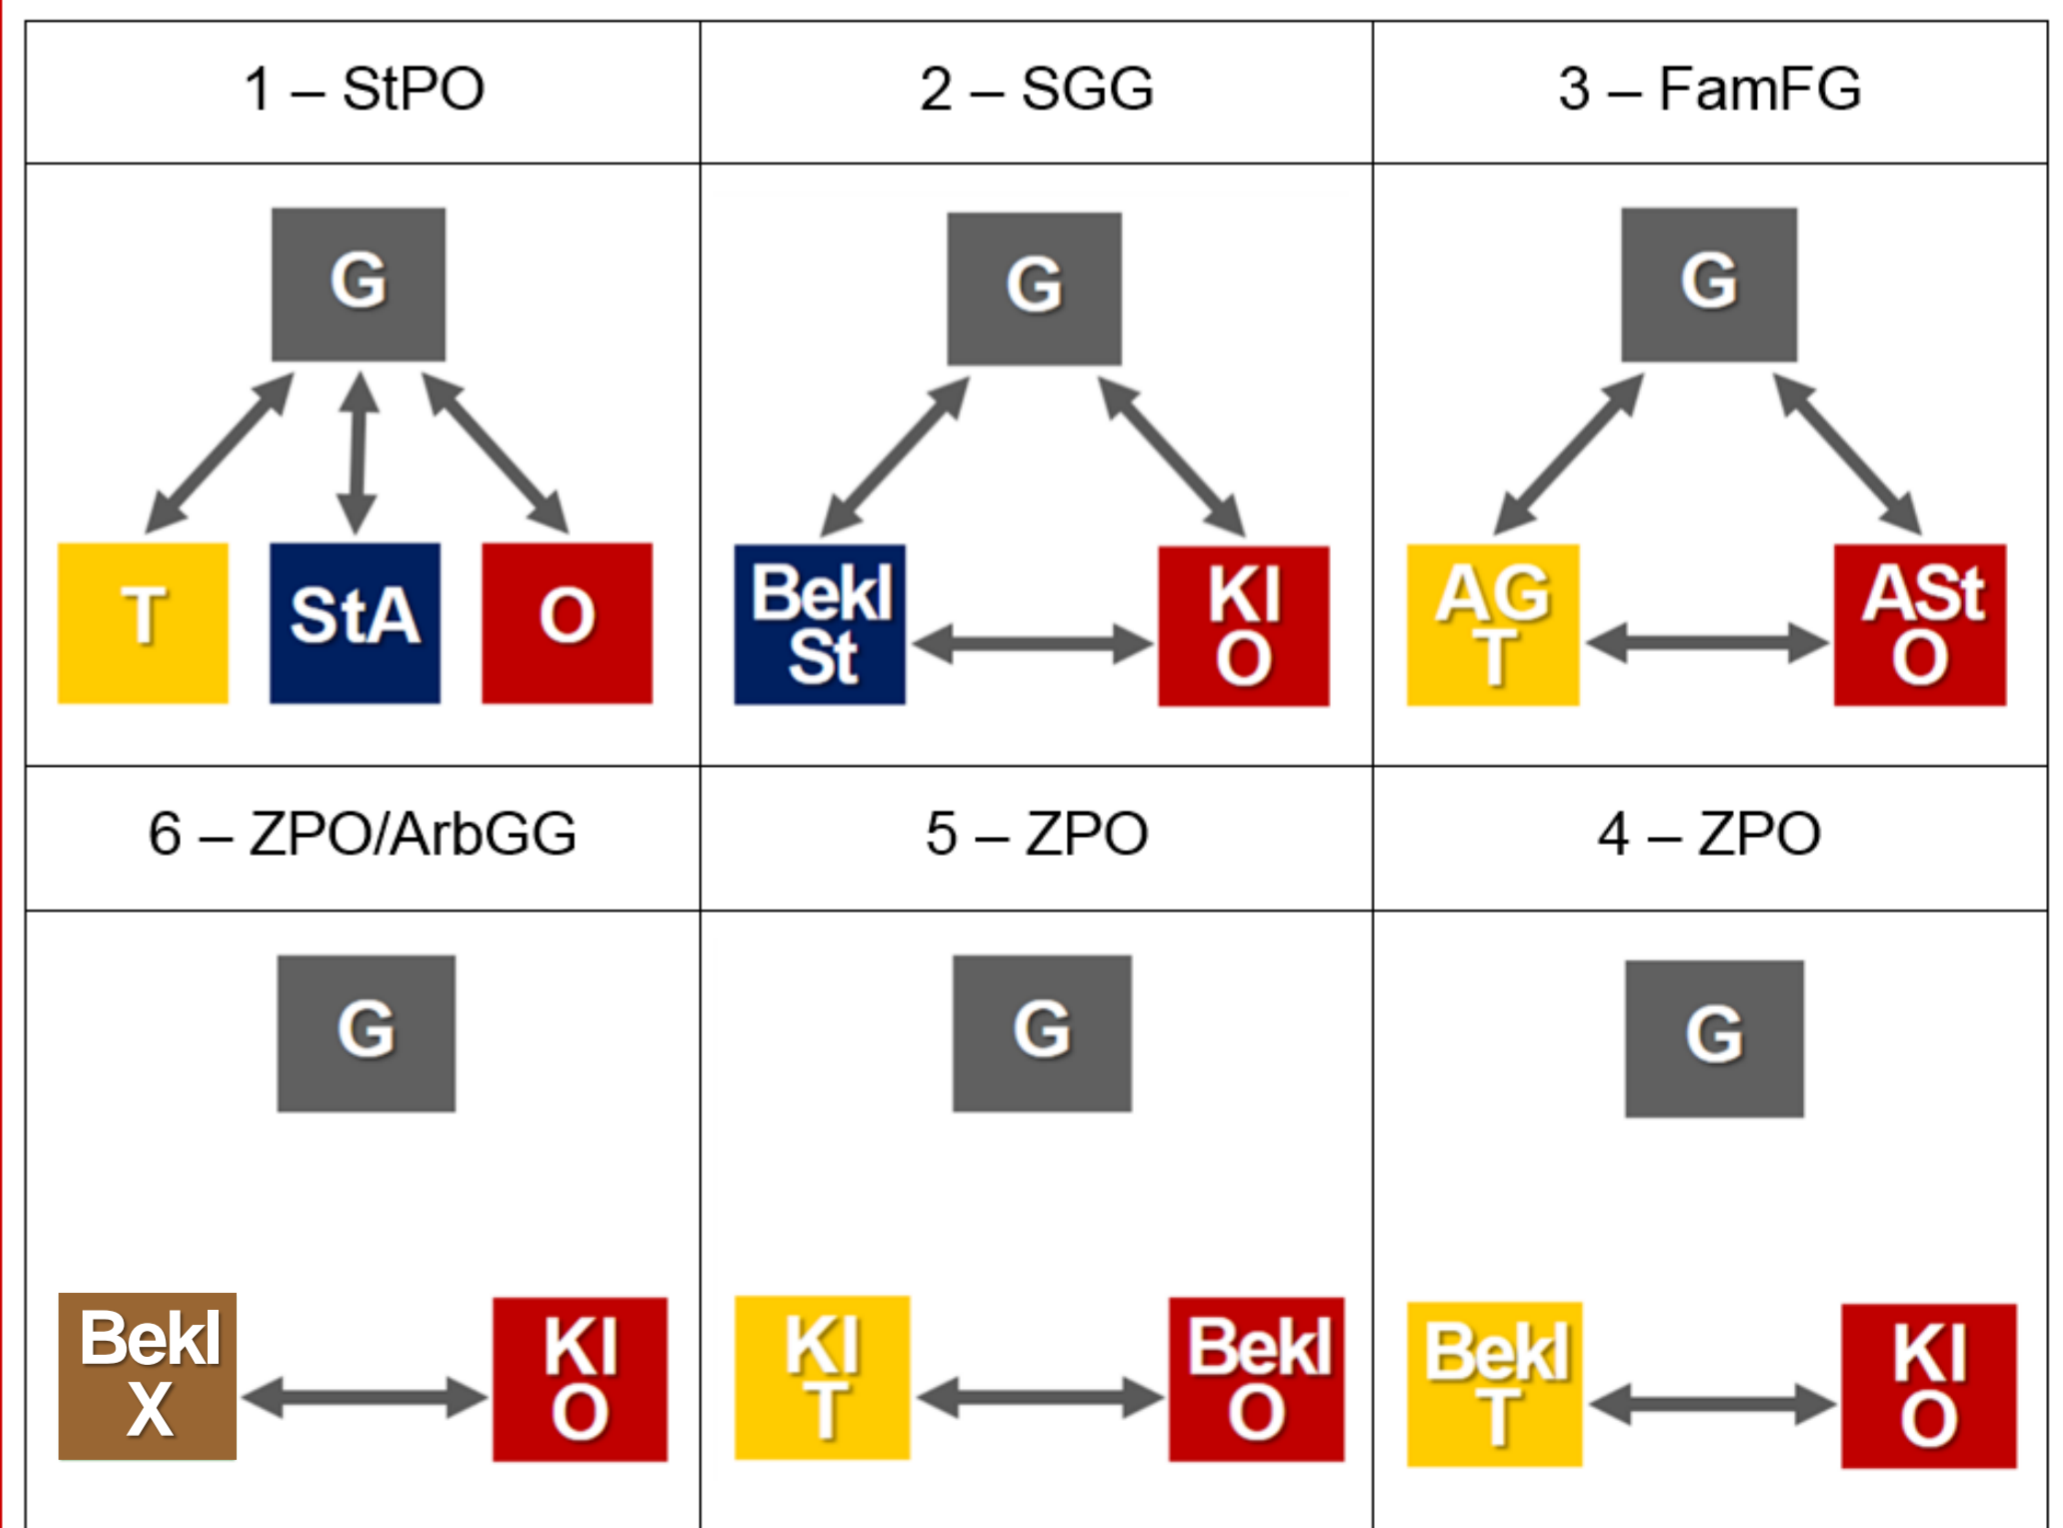 1 – StPO
2 – SGG
3 – FamFG
G
T
StA
O
G
Bekl
St
Kl
O
G
AG
T
ASt
O
6 – ZPO/ArbGG
5 – ZPO
4 – ZPO
G
Bekl
X
Kl
O
G
Kl
T
Bekl
O
G
Bekl
T
Kl
O